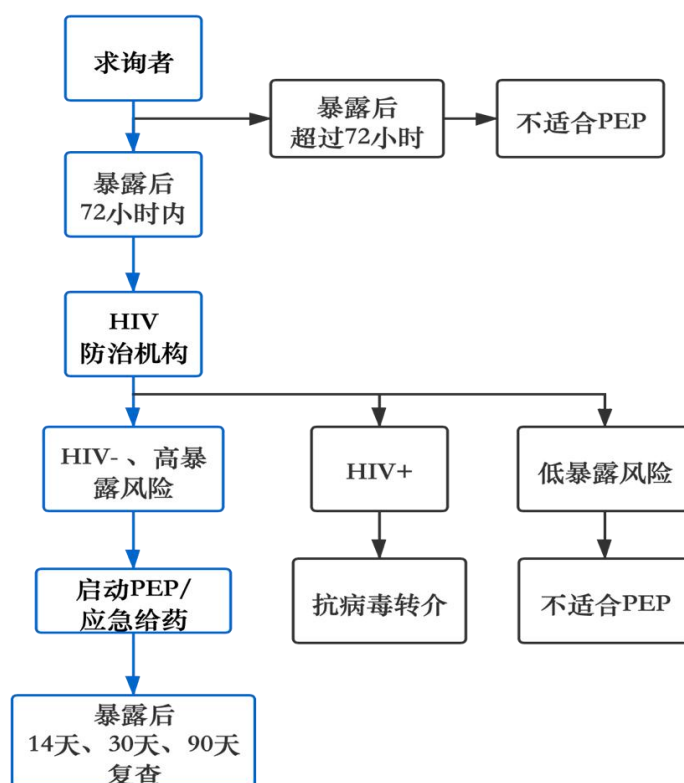 求询者
暴露后
超过72小时
不适合PEP
暴露后
72小时内
HIV
防治机构
HIV- 、高暴
露风险
HIV+
低暴露风险
启动PEP/
应急给药
抗病毒转介
不适合PEP
暴露后
14天、30天、90天
复查